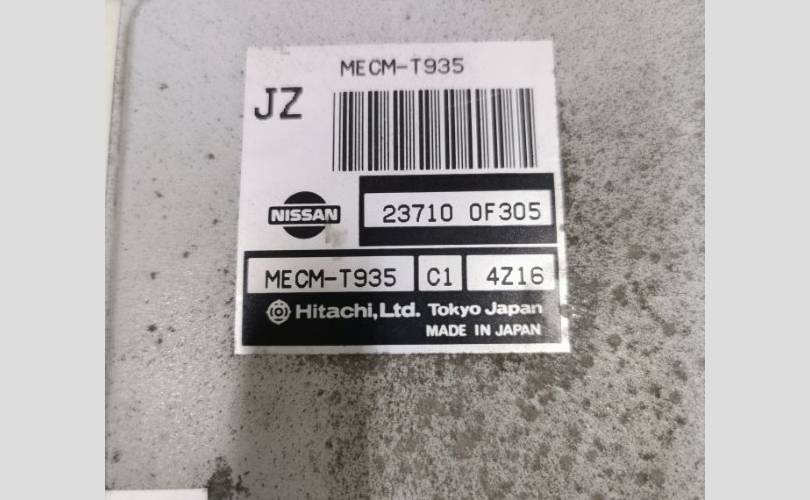 MECM-T935
JZ
NISSAN
23710 0F305
MECM-T935 C1 4Z16
Hitachi, Ltd. Tokyo Japan
MADE IN JAPAN